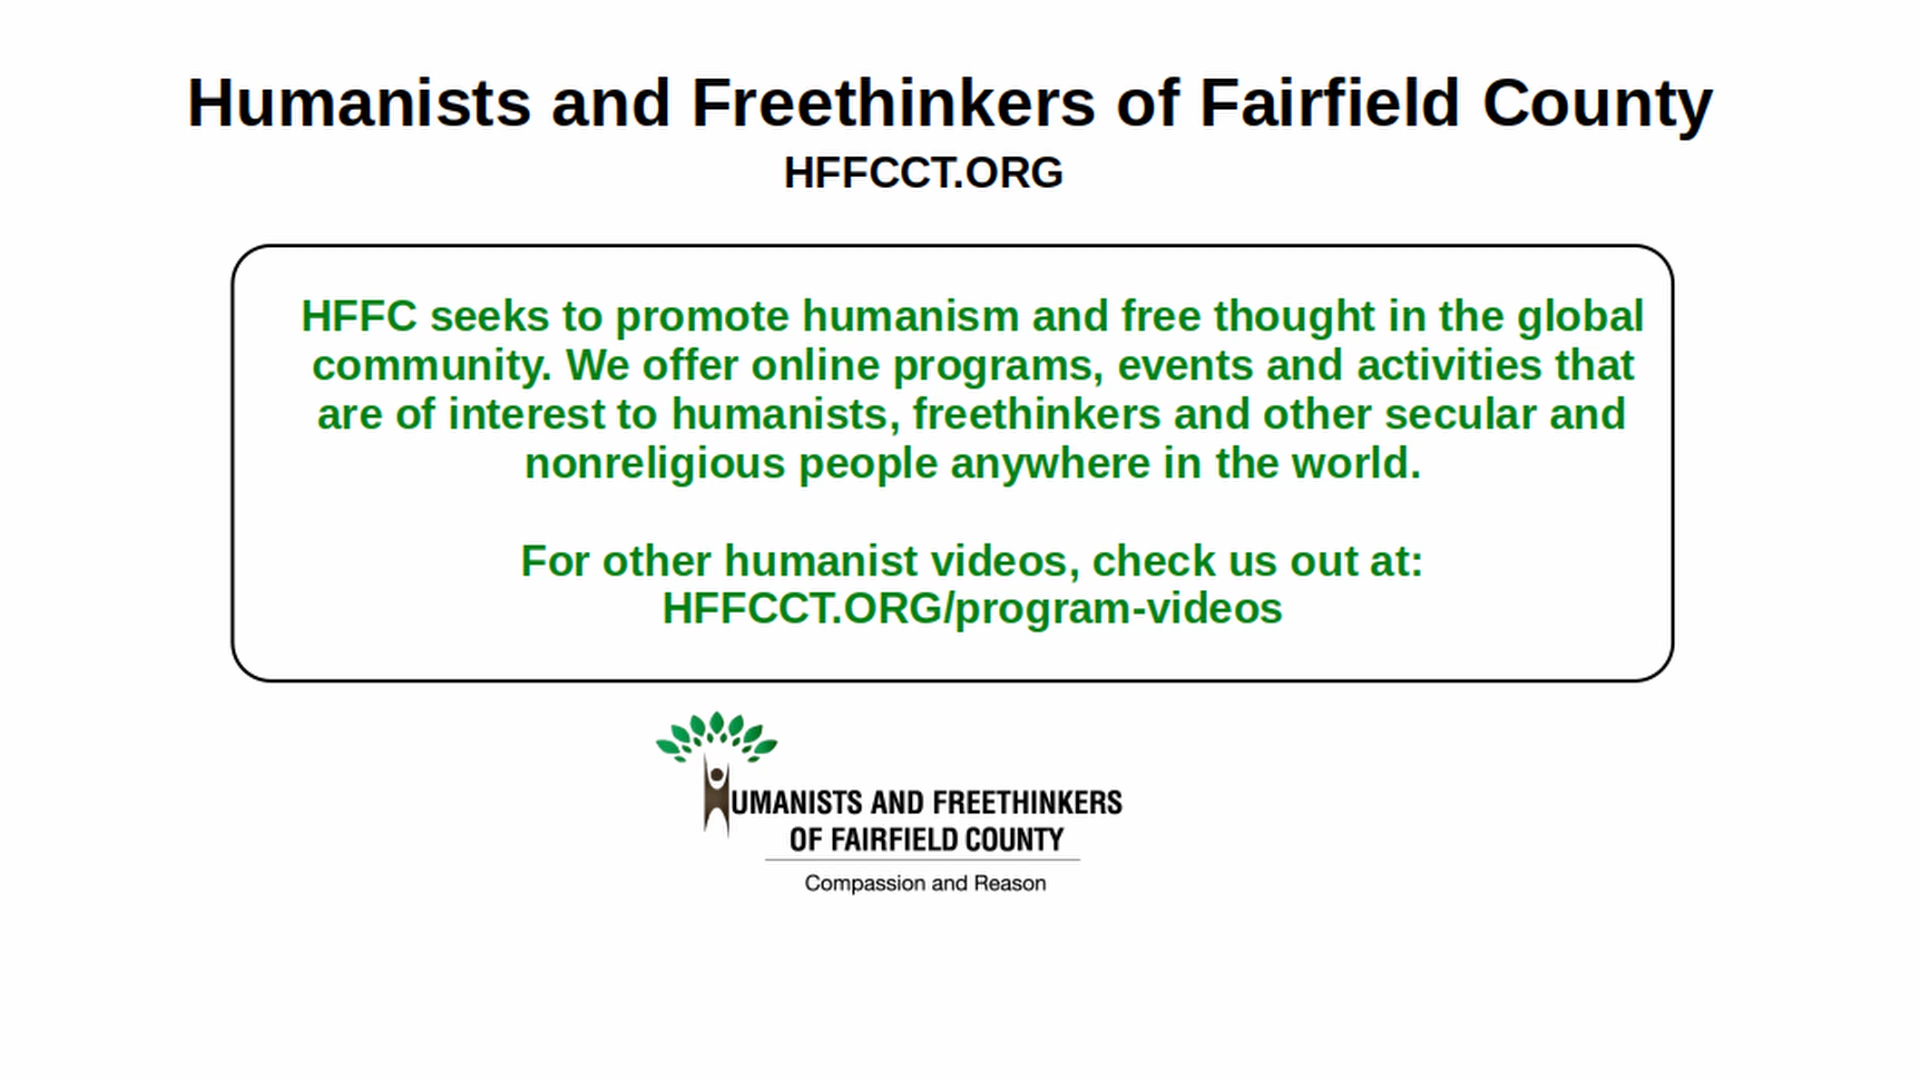 Humanists and Freethinkers of Fairfield County
HFFCCT.ORG
HFFC seeks to promote humanism and free thought in the global
community. We offer online programs, events and activities that
are of interest to humanists, freethinkers and other secular and
nonreligious people anywhere in the world.
For other humanist videos, check us out at:
HFFCCT.ORG/program-videos
HUMANISTS AND FREETHINKERS
OF FAIRFIELD COUNTY
Compassion and Reason